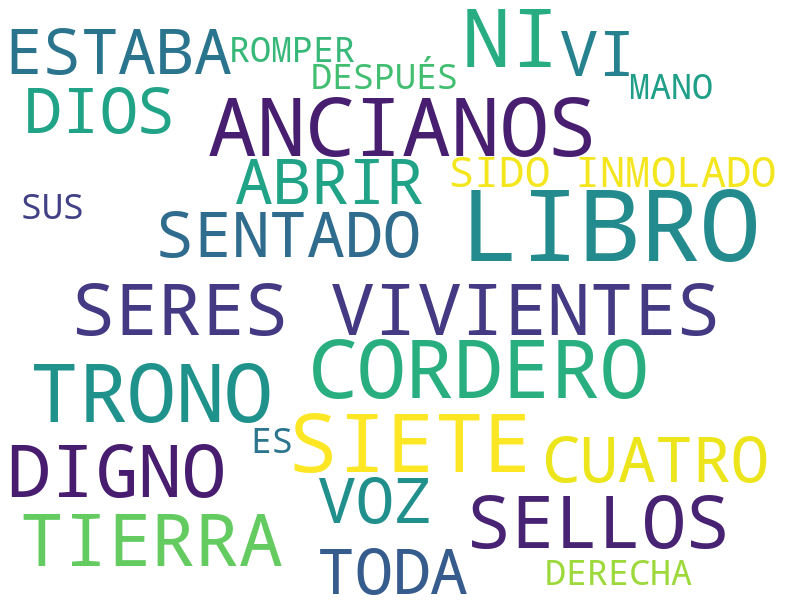 ESTABA
ROMPER
NI
VI
DESPUÉS
MANO
DIOS
ANCIANOS
ABRIR
SIDO INMOLADO
SUS
SENTADO
LIBRO
SERES VIVIENTES
CORDERO
TRONO
SIETE
ES
CUATRO
DIGNO
VOZ
SELLOS
TIERRA
TODA
DERECHA